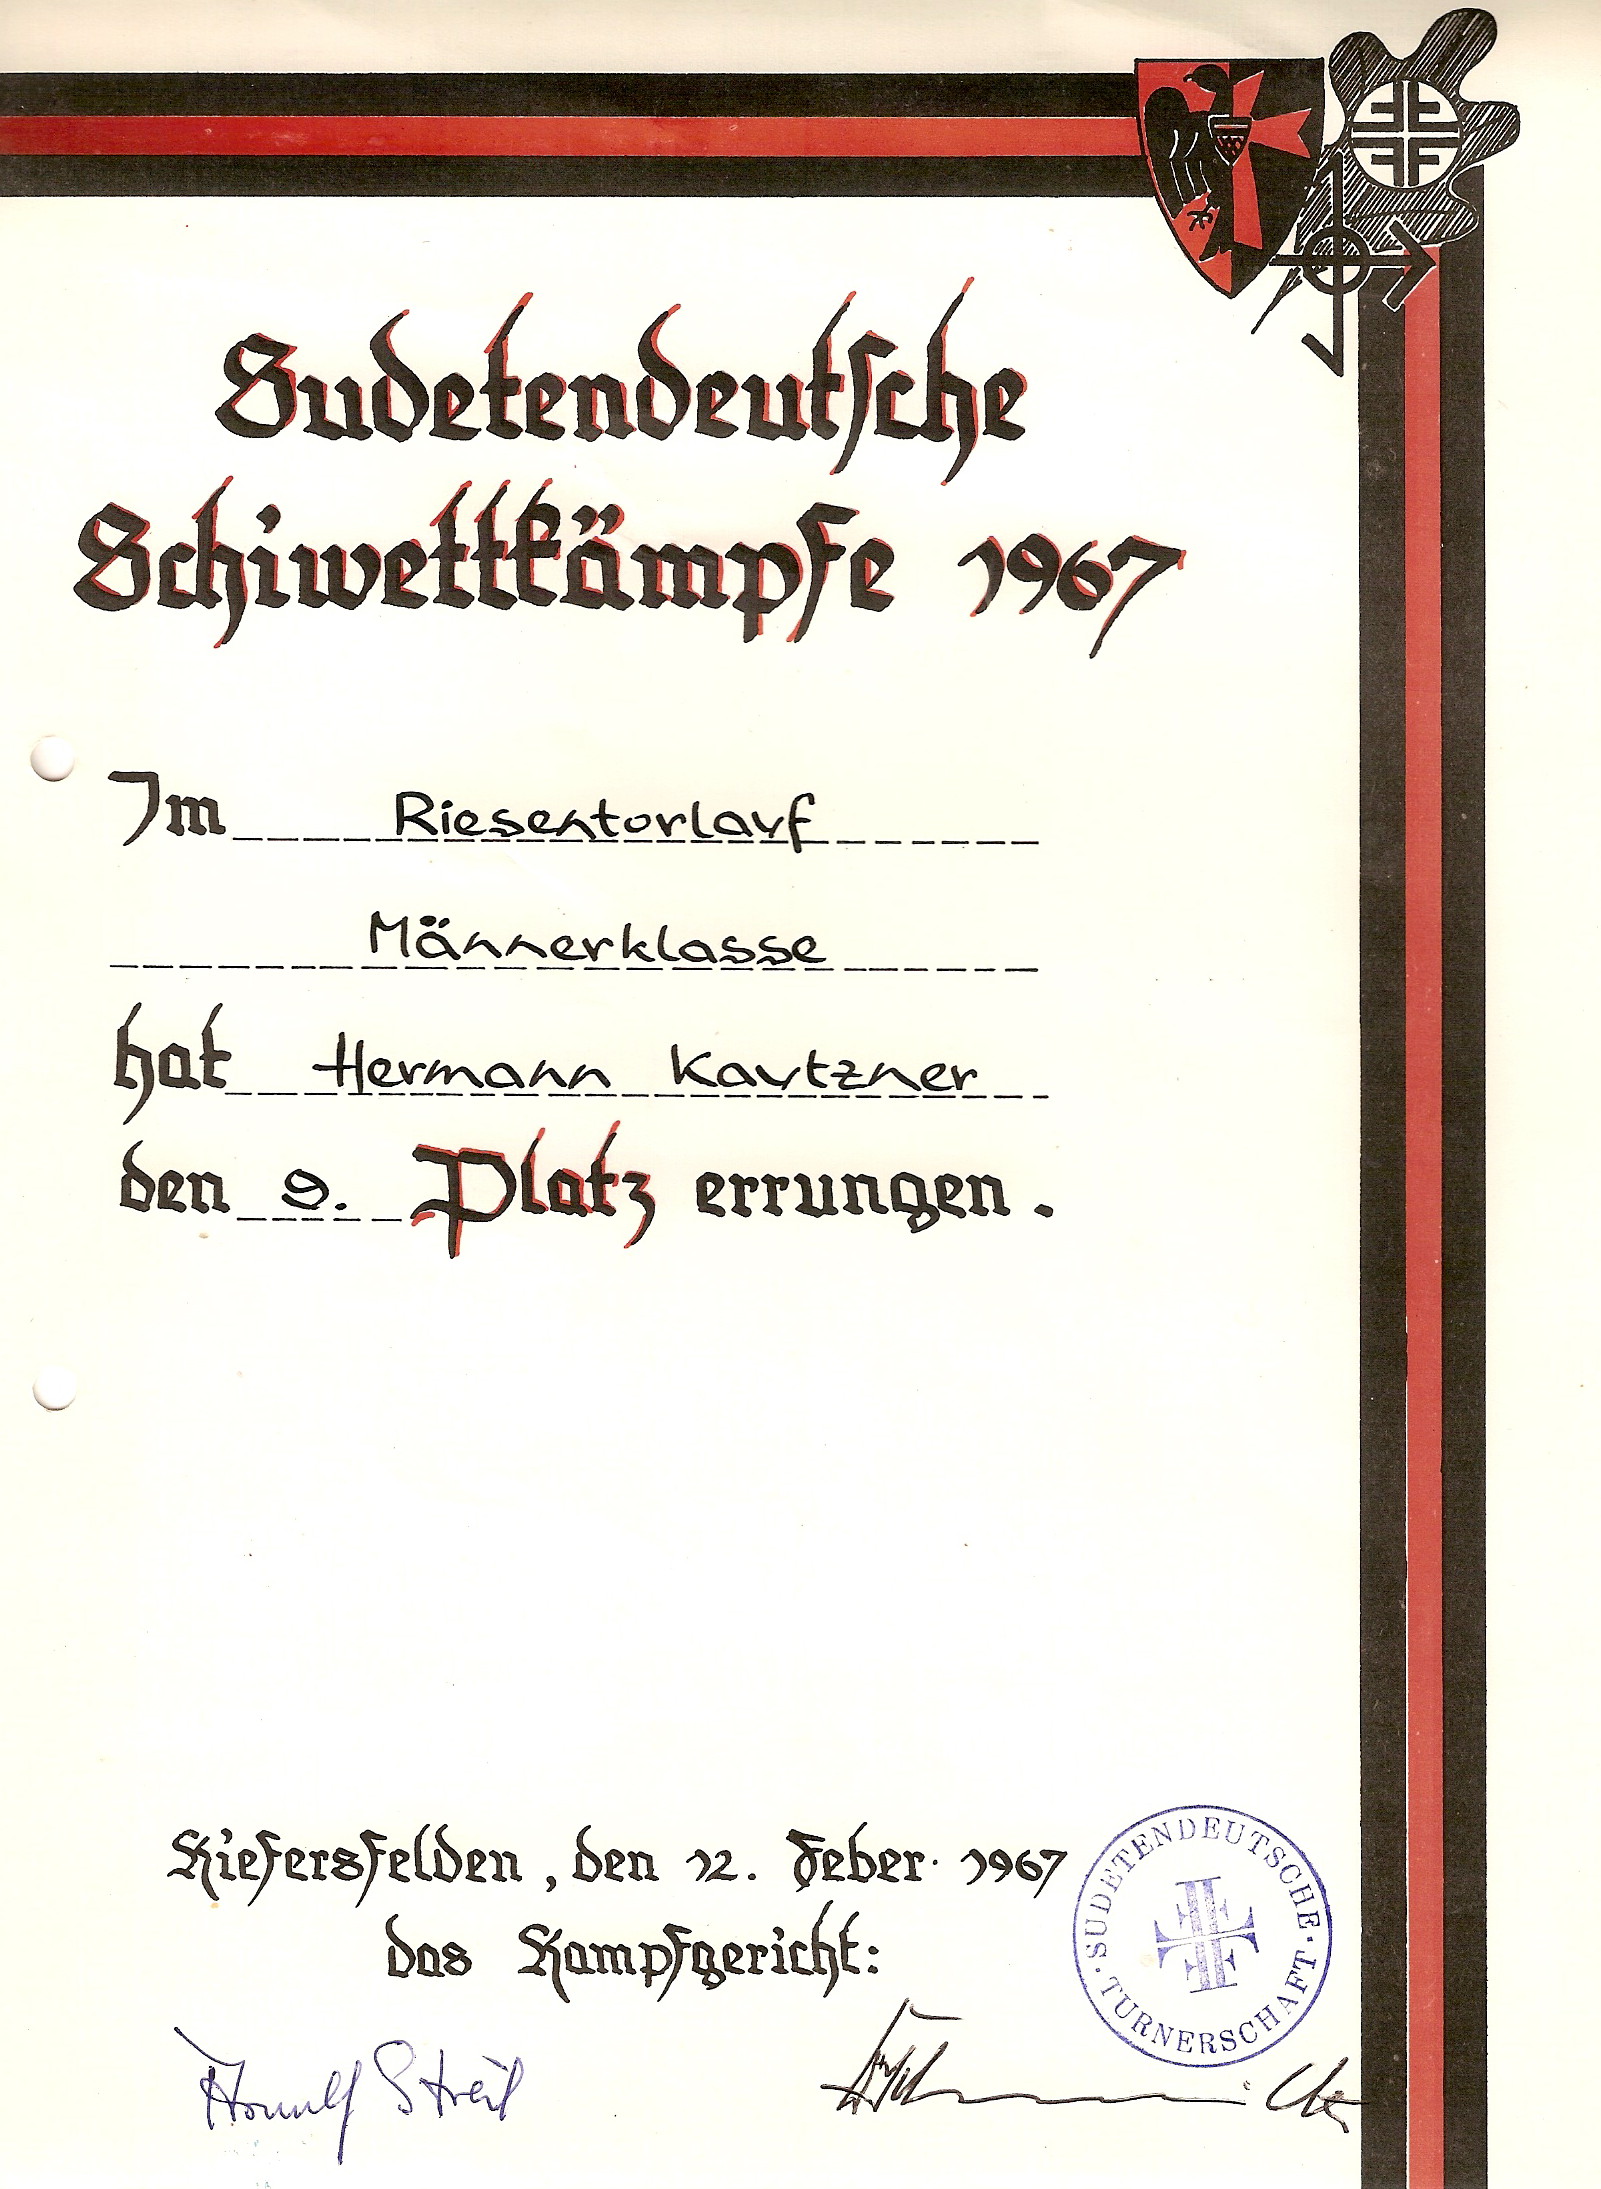 Sudetendeutsche
Schiwettkämpfe 1967
Im Riesentorlauf
Männerklasse
hat Hermann Kautzner
den 9. Platz errungen.
Kiefersfelden, den 12. Feber. 1967
das Kampfgericht:
SUDETENDEUTSCHE · TURNERSCHAFT ·